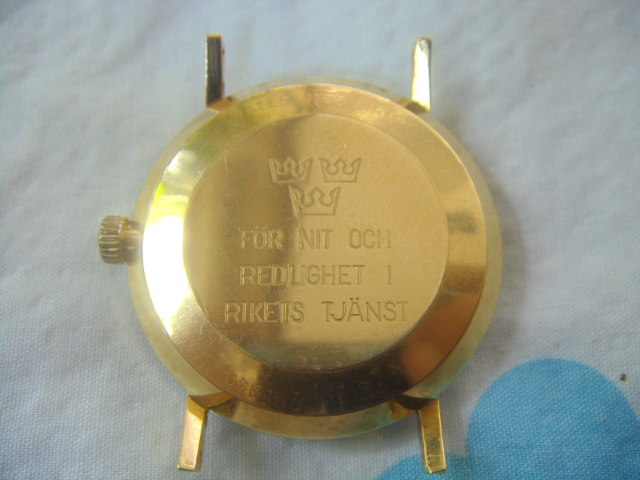 FÖR NIT OCH
REDLIGHET I
RIKETS TJÄNST